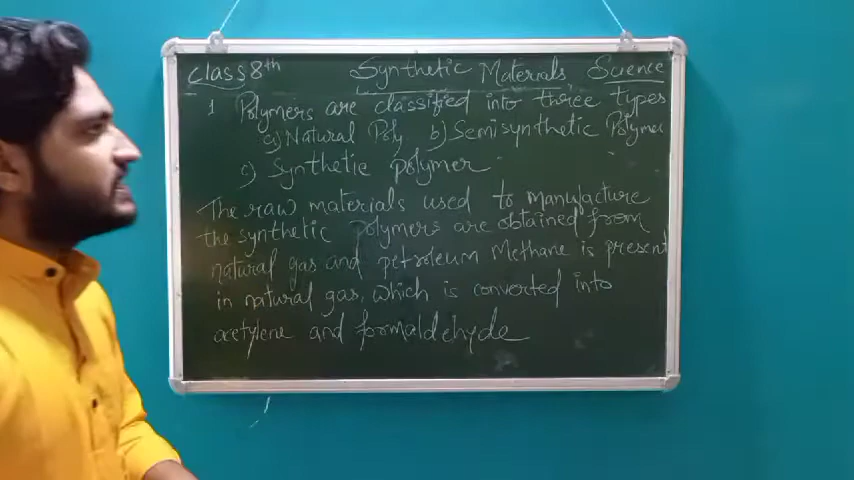 class 8th Synthetic Materials Science
1 Polymers are classified into three types
a) Natural Poly b) Semisynthetic Polymer
c) Synthetic polymer
The raw materials used to manufacture
the synthetic polymers are obtained from
natural gas and petroleum Methane is present
in natural gas, which is converted into
acetylene and formaldehyde